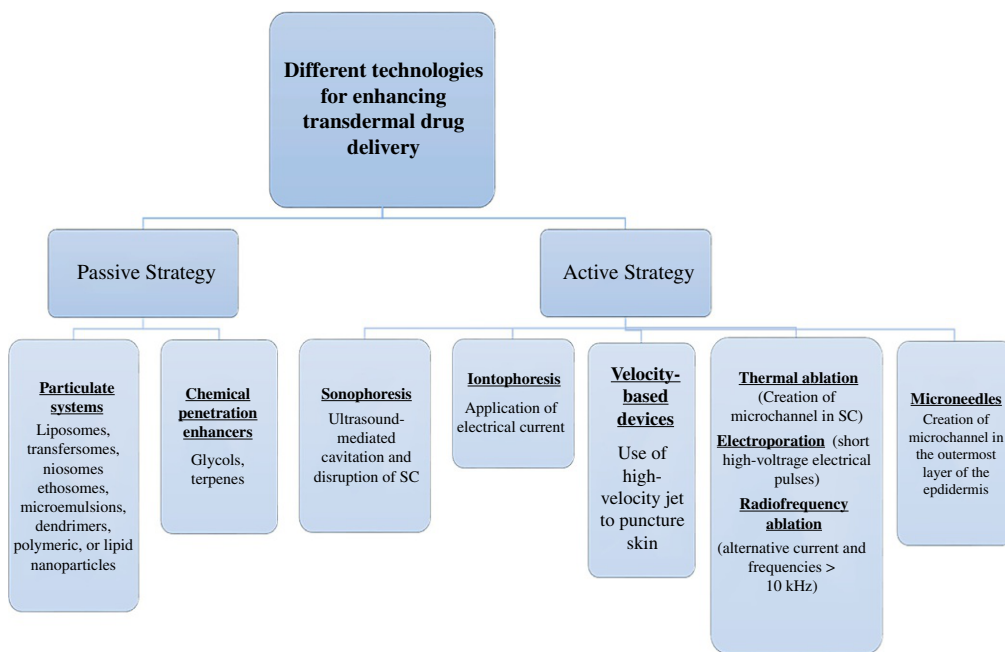 Different technologies
for enhancing
transdermal drug
delivery
Passive Strategy
Active Strategy
Particulate
systems
Liposomes,
transfersomes,
niosomes
ethosomes,
microemulsions,
dendrimers,
polymeric, or lipid
nanoparticles
Chemical
penetration
enhancers
Glycols,
terpenes
Sonophoresis
Ultrasound-
mediated
cavitation and
disruption of SC
Iontophoresis
Application of
electrical current
Velocity-
based
devices
Use of
high-
velocity jet
to puncture
skin
Thermal ablation
(Creation of
microchannel in SC)
Electroporation (short
high-voltrage electrical
pulses)
Radiofrequency
ablation
(alternative current and
frequencies >
10 kHz)
Microneedles
Creation of
microchannel in
the outermost
layer of the
epdidermis